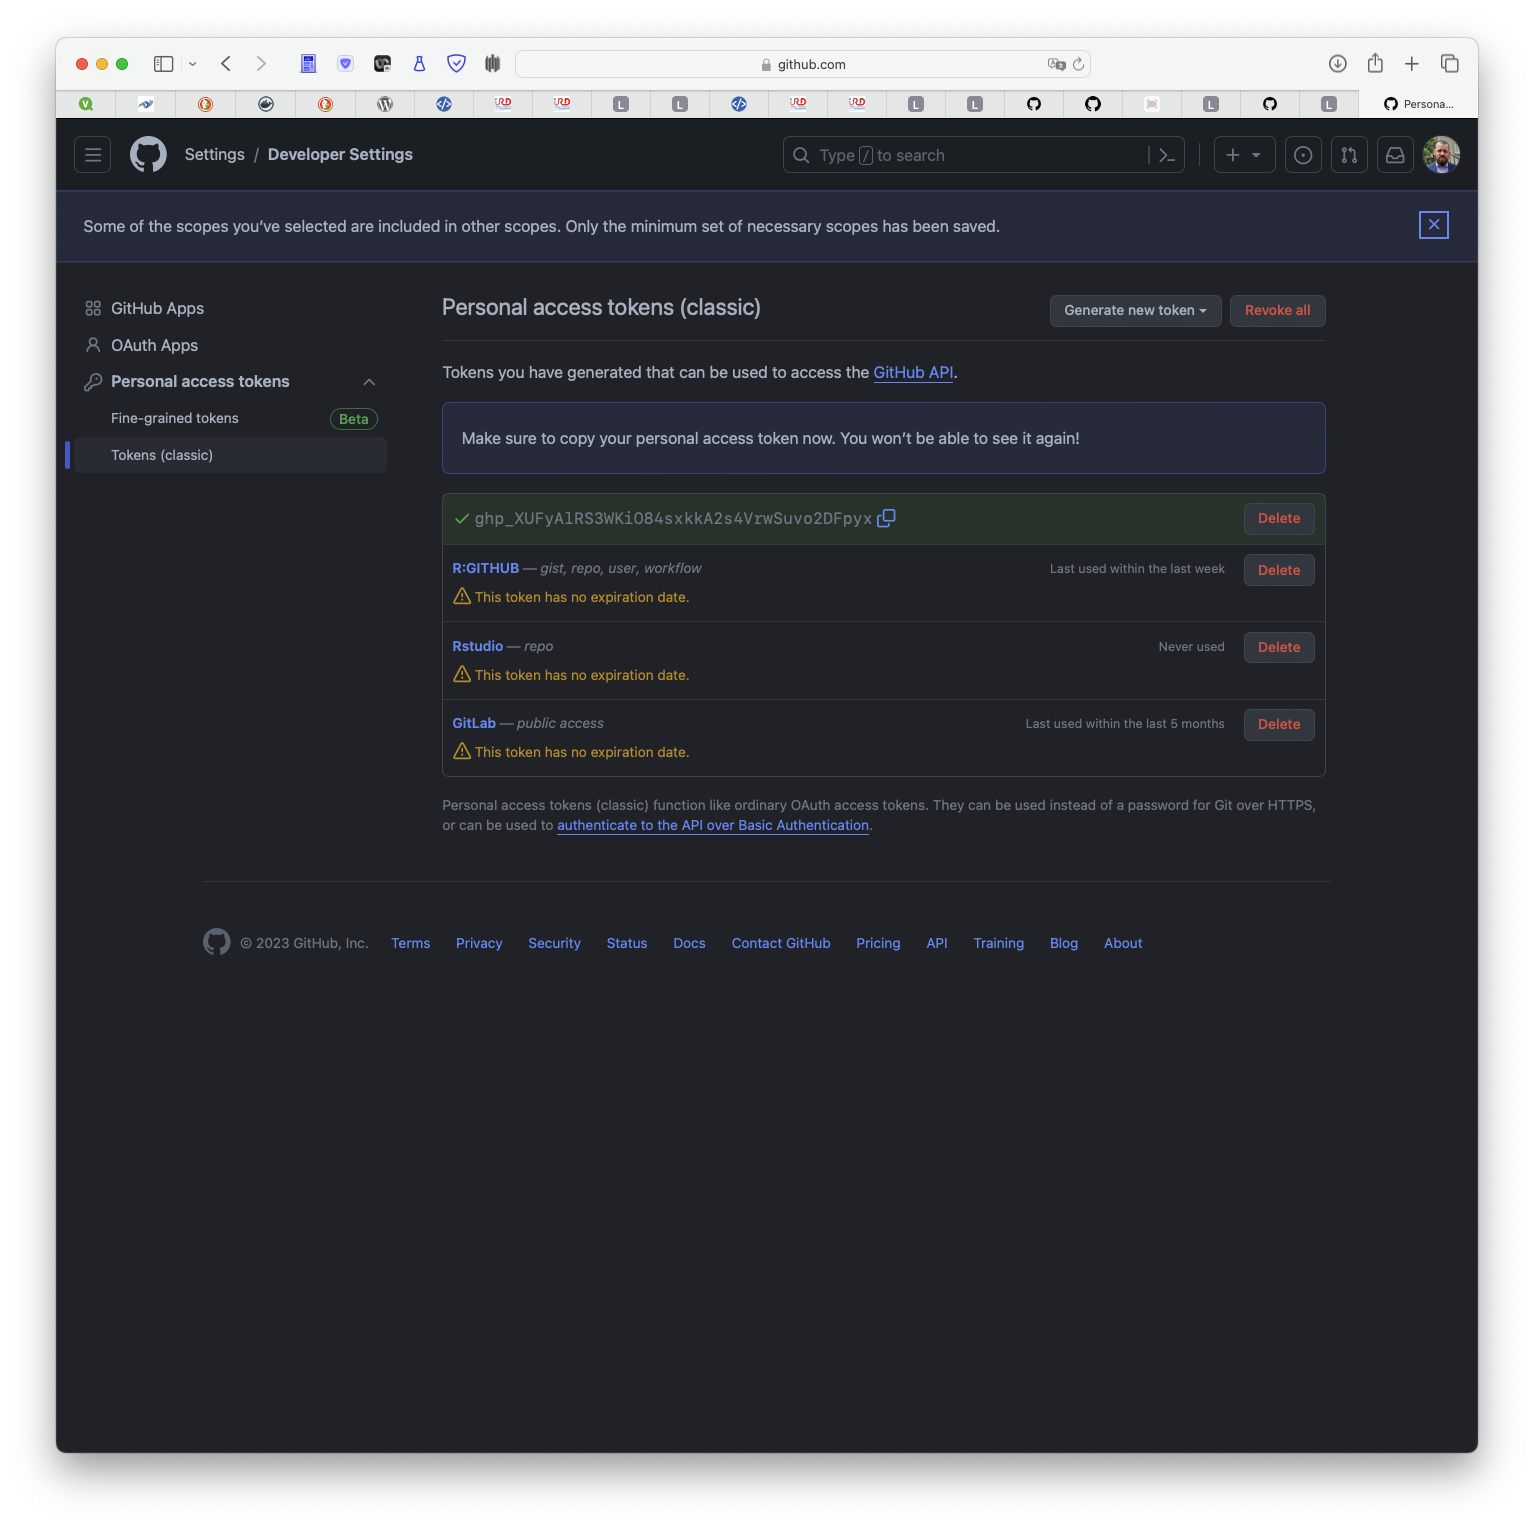 github.com
Persona...
Settings / Developer Settings
Type / to search
Some of the scopes you’ve selected are included in other scopes. Only the minimum set of necessary scopes has been saved.
GitHub Apps
OAuth Apps
Personal access tokens
Fine-grained tokens Beta
Tokens (classic)
Personal access tokens (classic)
Generate new token
Revoke all
Tokens you have generated that can be used to access the GitHub API.
Make sure to copy your personal access token now. You won’t be able to see it again!
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 Delete
R:GITHUB — gist, repo, user, workflow Last used within the last week Delete
This token has no expiration date.
Rstudio — repo Never used Delete
This token has no expiration date.
GitLab — public access Last used within the last 5 months Delete
This token has no expiration date.
Personal access tokens (classic) function like ordinary OAuth access tokens. They can be used instead of a password for Git over HTTPS,
or can be used to authenticate to the API over Basic Authentication.
© 2023 GitHub, Inc. Terms Privacy Security Status Docs Contact GitHub Pricing API Training Blog About